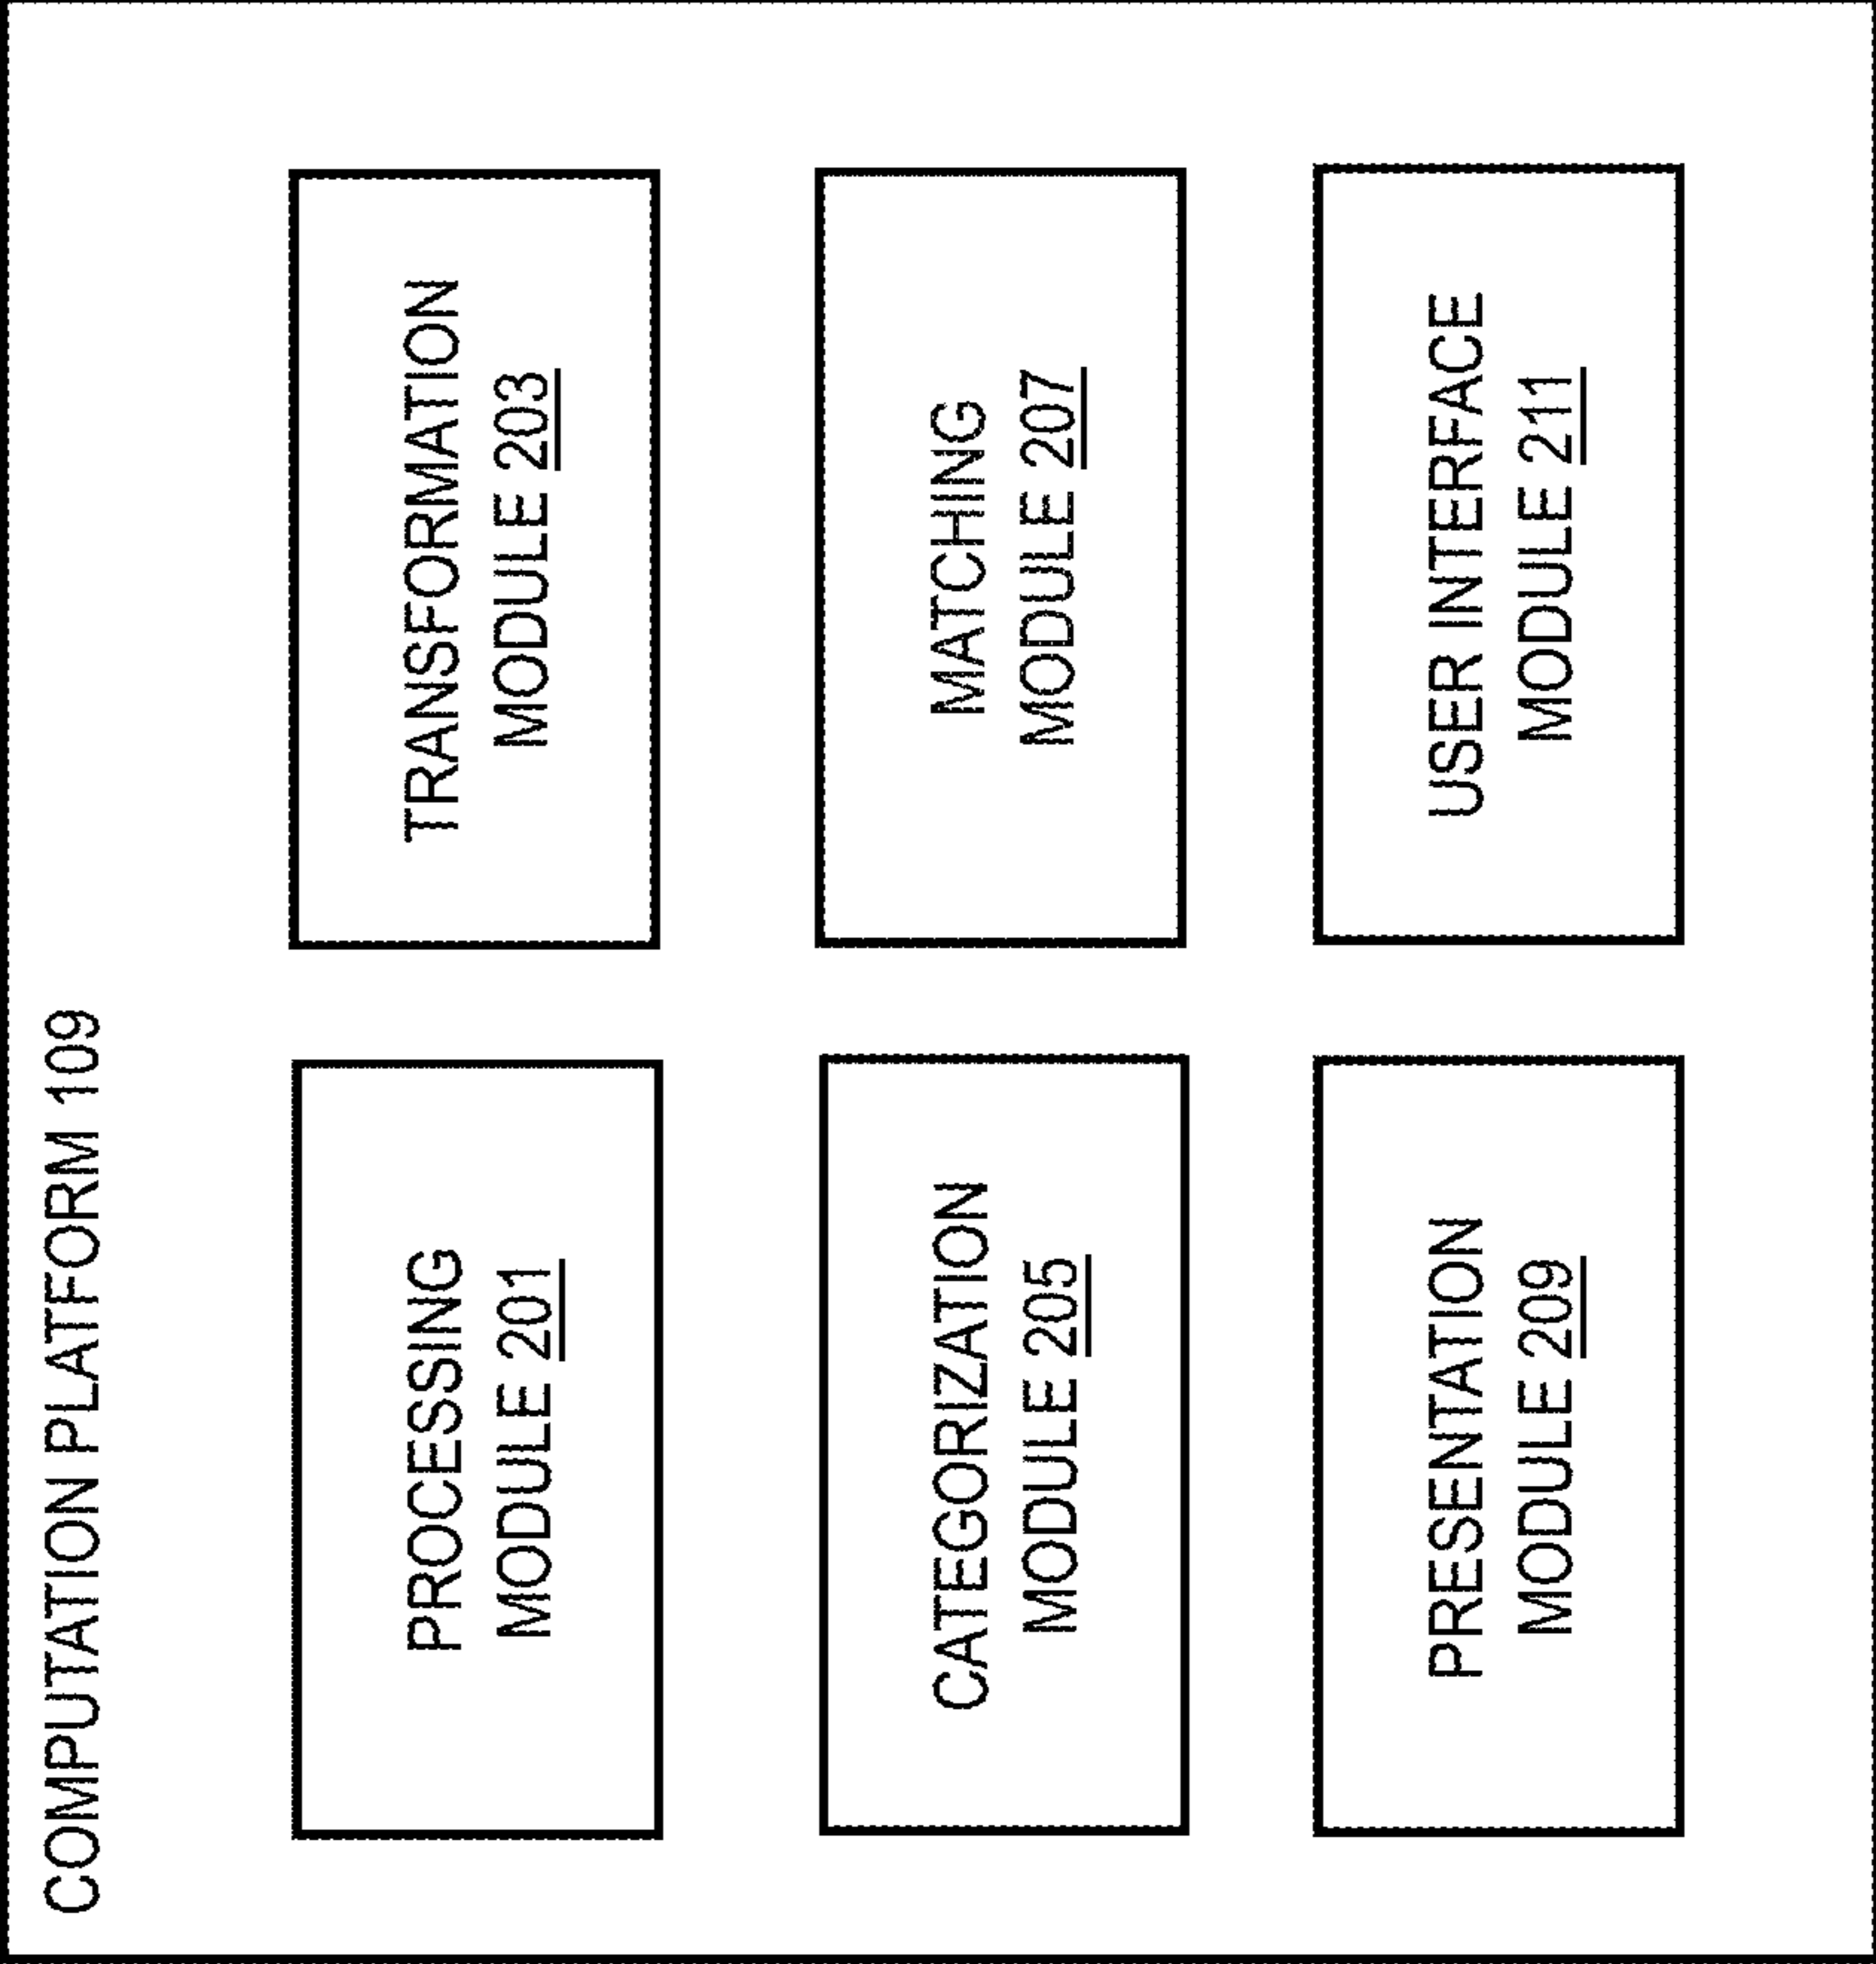 COMPUTATION PLATFORM 109
PROCESSING
MODULE 201
TRANSFORMATION
MODULE 203
CATEGORIZATION
MODULE 205
MATCHING
MODULE 207
PRESENTATION
MODULE 209
USER INTERFACE
MODULE 211